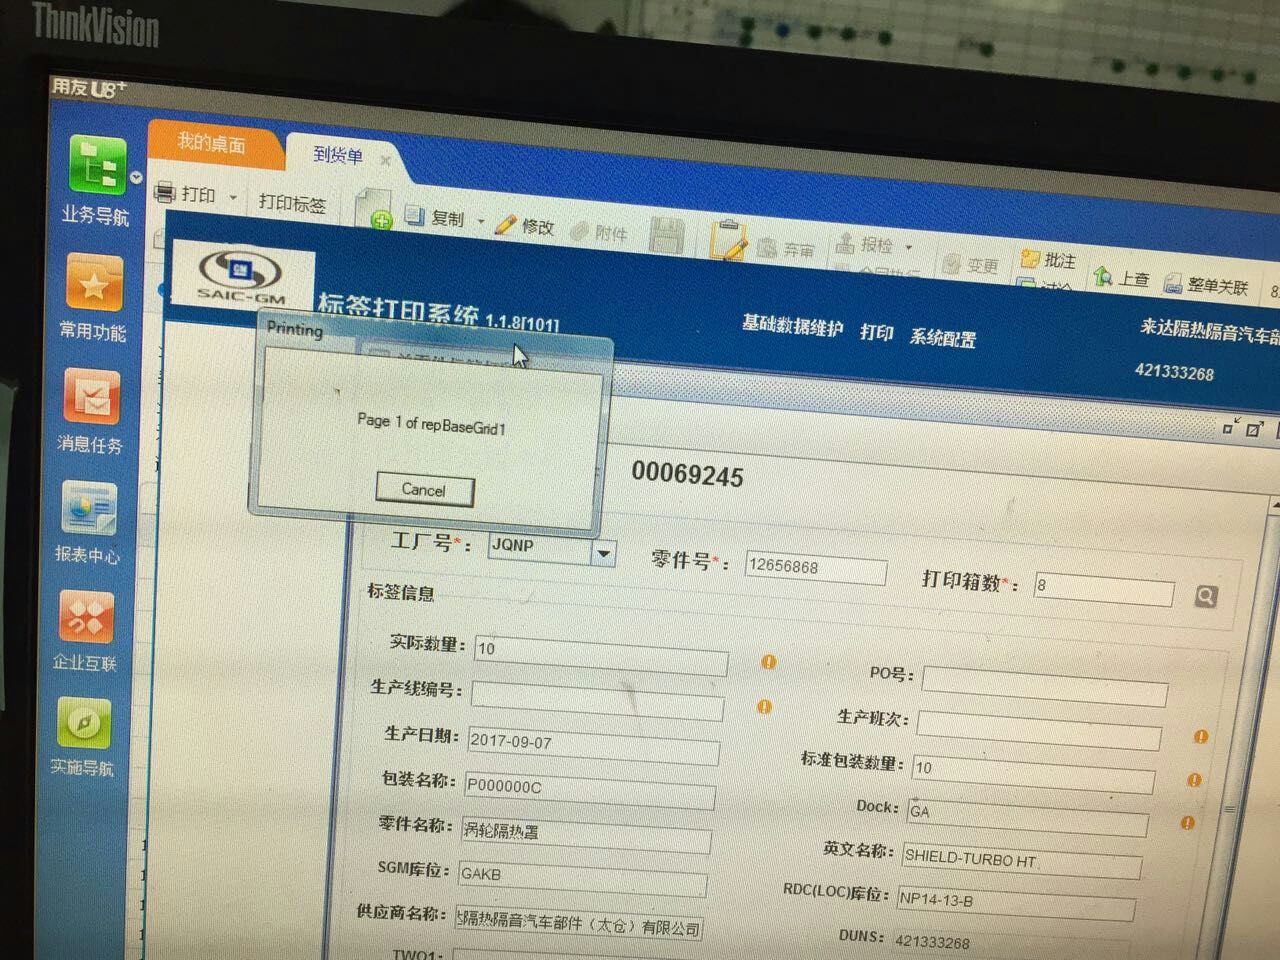 ThinkVision
用友U8+
我的桌面
到货单
打印
打印标签
复制
修改
附件
弃审
报检
变更
批注
讨论
上查
整单关联
业务导航
常用功能
消息任务
报表中心
企业互联
实施导航
SAIC-GM
标签打印系统 1.1.8[101]
基础数据维护 打印 系统配置
来达隔热隔音汽车部
421333268
Printing
Page 1 of repBaseGrid1
Cancel
00069245
工厂号*： JQNP
零件号*： 12656868
打印箱数*： 8
标签信息
实际数量： 10
PO号：
生产线编号：
生产班次：
生产日期： 2017-09-07
标准包装数量： 10
包装名称： P000000C
Dock: GA
零件名称： 涡轮隔热罩
英文名称： SHIELD-TURBO HT.
SGM库位： GAKB
RDC(LOC)库位： NP14-13-B
供应商名称： 隔热隔音汽车部件（太仓）有限公司
DUNS: 421333268
TWO1: